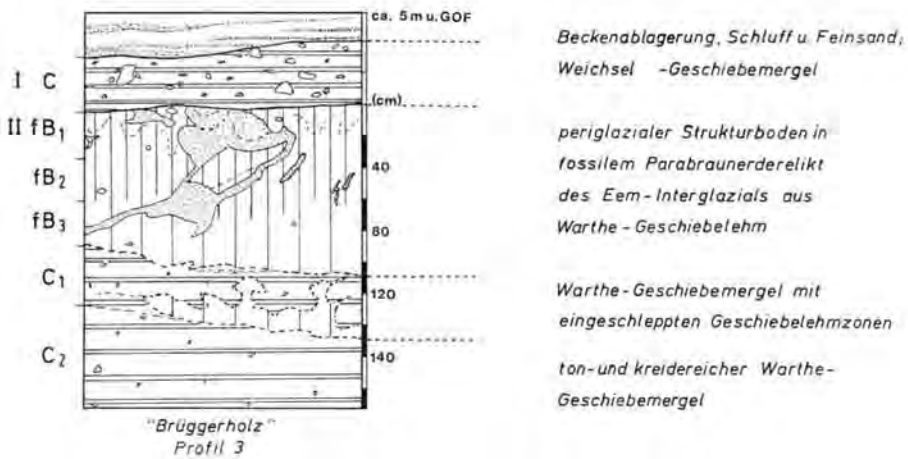 ca. 5m u. GOF
I C
(cm)
II fB1
40
fB2
fB3
80
C1
120
C2
140
"Brüggerholz"
Profil 3
Beckenablagerung, Schluff u. Feinsand;
Weichsel -Geschiebemergel
periglazialer Strukturboden in
fossilem Parabraunerderelikt
des Eem-Interglazials aus
Warthe-Geschiebelehm
Warthe-Geschiebemergel mit
eingeschleppten Geschiebelehmzonen
ton-und kreidereicher Warthe-
Geschiebemergel